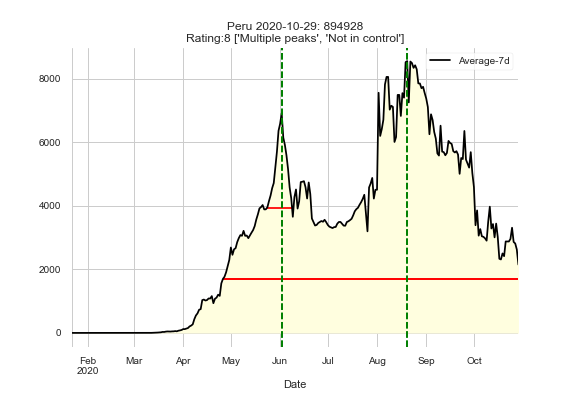 Peru 2020-10-29: 894928
Rating:8 ['Multiple peaks', 'Not in control']
Average-7d
8000
6000
4000
2000
0
Feb Mar Apr May Jun Jul Aug Sep Oct
2020
Date